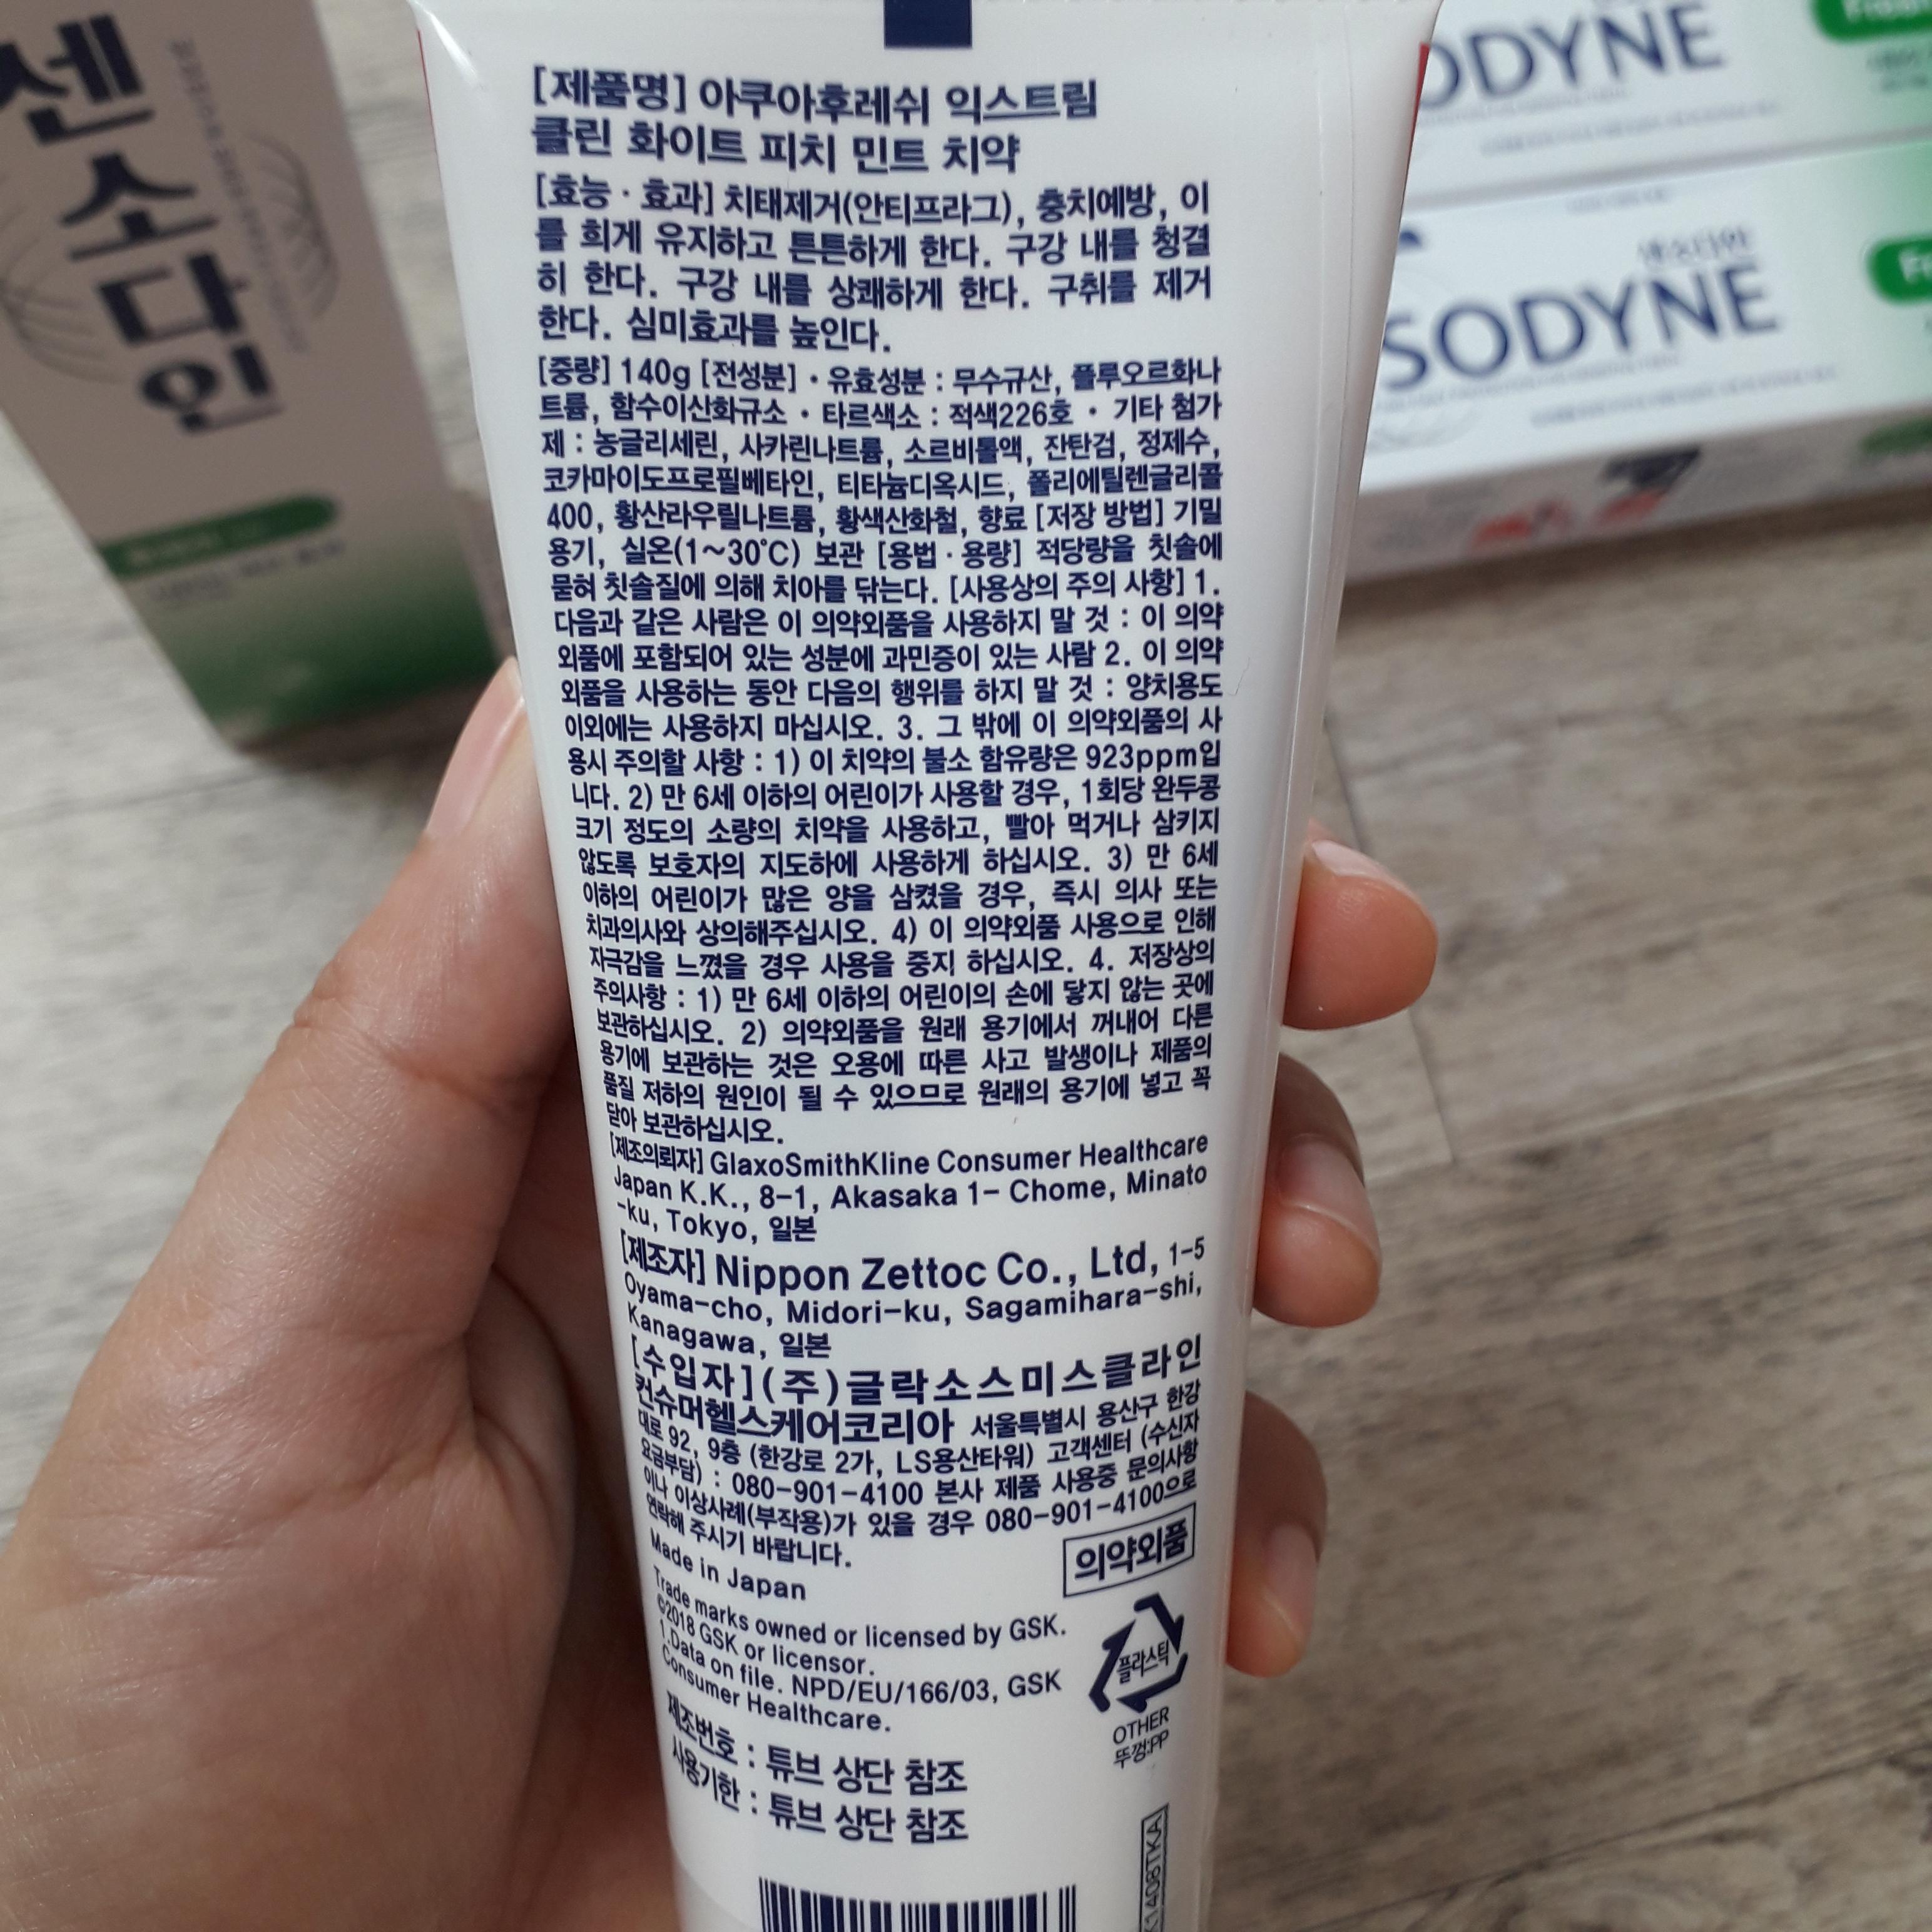 센소다인
SODYNE
센소다인
SODYNE
[제품명] 아쿠아후레쉬 익스트림
클린 화이트 피치 민트 치약
[효능 · 효과] 치태제거(안티프라그), 충치예방, 이
를 희게 유지하고 튼튼하게 한다. 구강 내를 청결
히 한다. 구강 내를 상쾌하게 한다. 구취를 제거
한다. 심미효과를 높인다.
[중량] 140g [전성분] • 유효성분 : 무수규산, 플루오르화나
트륨, 함수이산화규소 • 타르색소 : 적색226호 • 기타 첨가
제 : 농글리세린, 사카린나트륨, 소르비톨액, 잔탄검, 정제수,
코카마이도프로필베타인, 티타늄디옥시드, 폴리에틸렌글리콜
400, 황산라우릴나트륨, 황색산화철, 향료 [저장 방법] 기밀
용기, 실온(1~30℃) 보관 [용법 · 용량] 적당량을 칫솔에
묻혀 칫솔질에 의해 치아를 닦는다. [사용상의 주의 사항] 1.
다음과 같은 사람은 이 의약외품을 사용하지 말 것 : 이 의약
외품에 포함되어 있는 성분에 과민증이 있는 사람 2. 이 의약
외품을 사용하는 동안 다음의 행위를 하지 말 것 : 양치용도
이외에는 사용하지 마십시오. 3. 그 밖에 이 의약외품의 사
용시 주의할 사항 : 1) 이 치약의 불소 함유량은 923ppm입
니다. 2) 만 6세 이하의 어린이가 사용할 경우, 1회당 완두콩
크기 정도의 소량의 치약을 사용하고, 빨아 먹거나 삼키지
않도록 보호자의 지도하에 사용하게 하십시오. 3) 만 6세
이하의 어린이가 많은 양을 삼켰을 경우, 즉시 의사 또는
치과의사와 상의해주십시오. 4) 이 의약외품 사용으로 인해
자극감을 느꼈을 경우 사용을 중지 하십시오. 4. 저장상의
주의사항 : 1) 만 6세 이하의 어린이의 손에 닿지 않는 곳에
보관하십시오. 2) 의약외품을 원래 용기에서 꺼내어 다른
용기에 보관하는 것은 오용에 따른 사고 발생이나 제품의
품질 저하의 원인이 될 수 있으므로 원래의 용기에 넣고 꼭
닫아 보관하십시오.
[제조의뢰자] GlaxoSmithKline Consumer Healthcare
Japan K.K., 8-1, Akasaka 1- Chome, Minato
-ku, Tokyo, 일본
[제조자] Nippon Zettoc Co., Ltd, 1-5
Oyama-cho, Midori-ku, Sagamihara-shi,
Kanagawa, 일본
[수입자](주)글락소스미스클라인
컨슈머헬스케어코리아 서울특별시 용산구 한강
대로 92, 9층 (한강로 2가, LS용산타워) 고객센터 (수신자
요금부담) : 080-901-4100 본사 제품 사용중 문의사항
이나 이상사례(부작용)가 있을 경우 080-901-4100으로
연락해 주시기 바랍니다.
의약외품
Made in Japan
Trade marks owned or licensed by GSK.
©2018 GSK or licensor.
1.Data on file. NPD/EU/166/03, GSK
Consumer Healthcare.
플라스틱
OTHER
뚜껑:PP
제조번호 : 튜브 상단 참조
사용기한 : 튜브 상단 참조